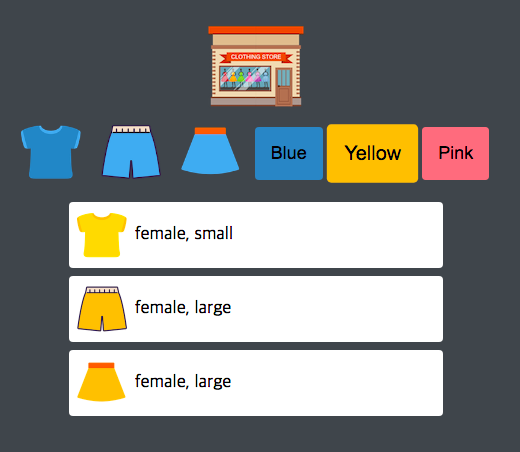 CLOTHING STORE
Blue
Yellow
Pink
female, small
female, large
female, large